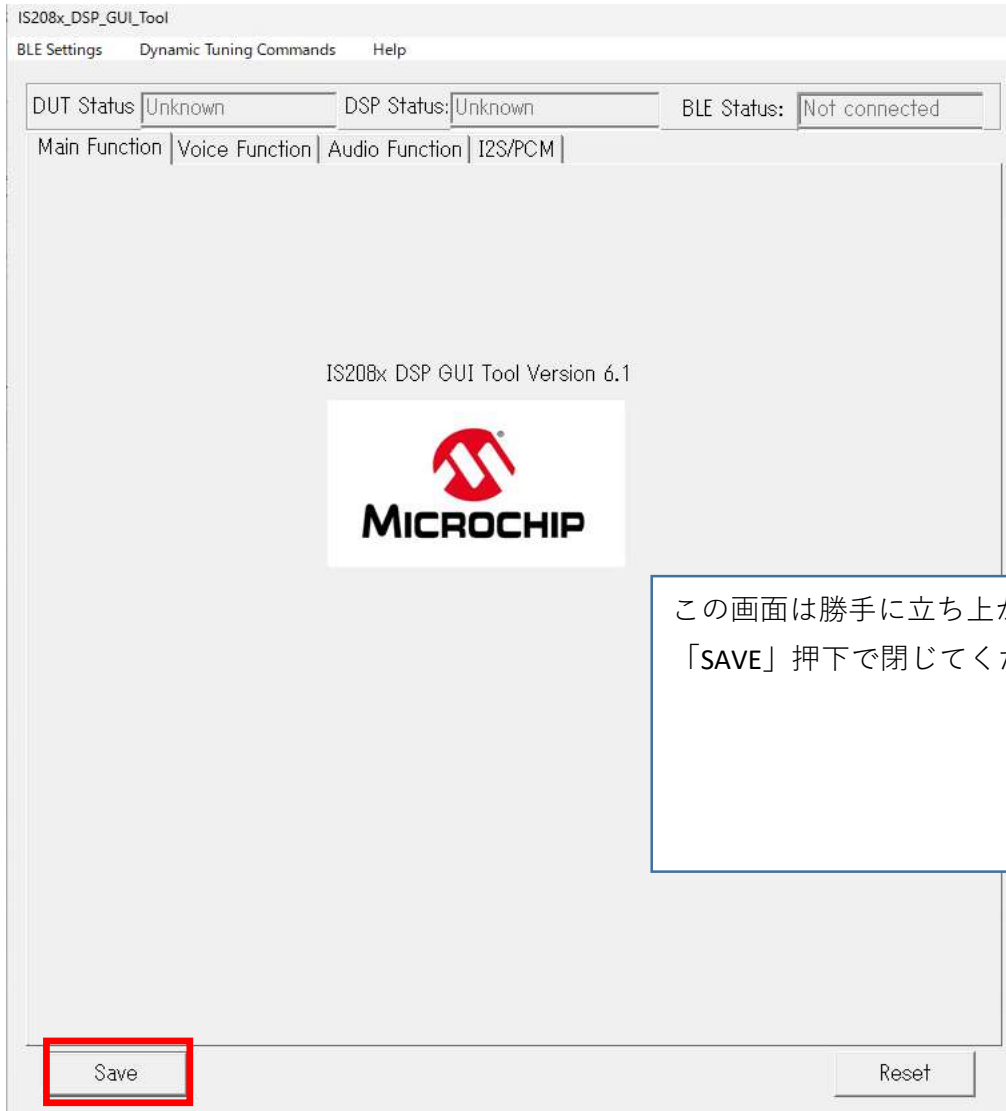 IS208x_DSP_GUI_Tool
BLE Settings Dynamic Tuning Commands Help
DUT Status Unknown DSP Status: Unknown BLE Status: Not connected
Main Function Voice Function Audio Function I2S/PCM
IS208x DSP GUI Tool Version 6.1
MICROCHIP
この画面は勝手に立ち上
「SAVE」押下で閉じてく
Save Reset